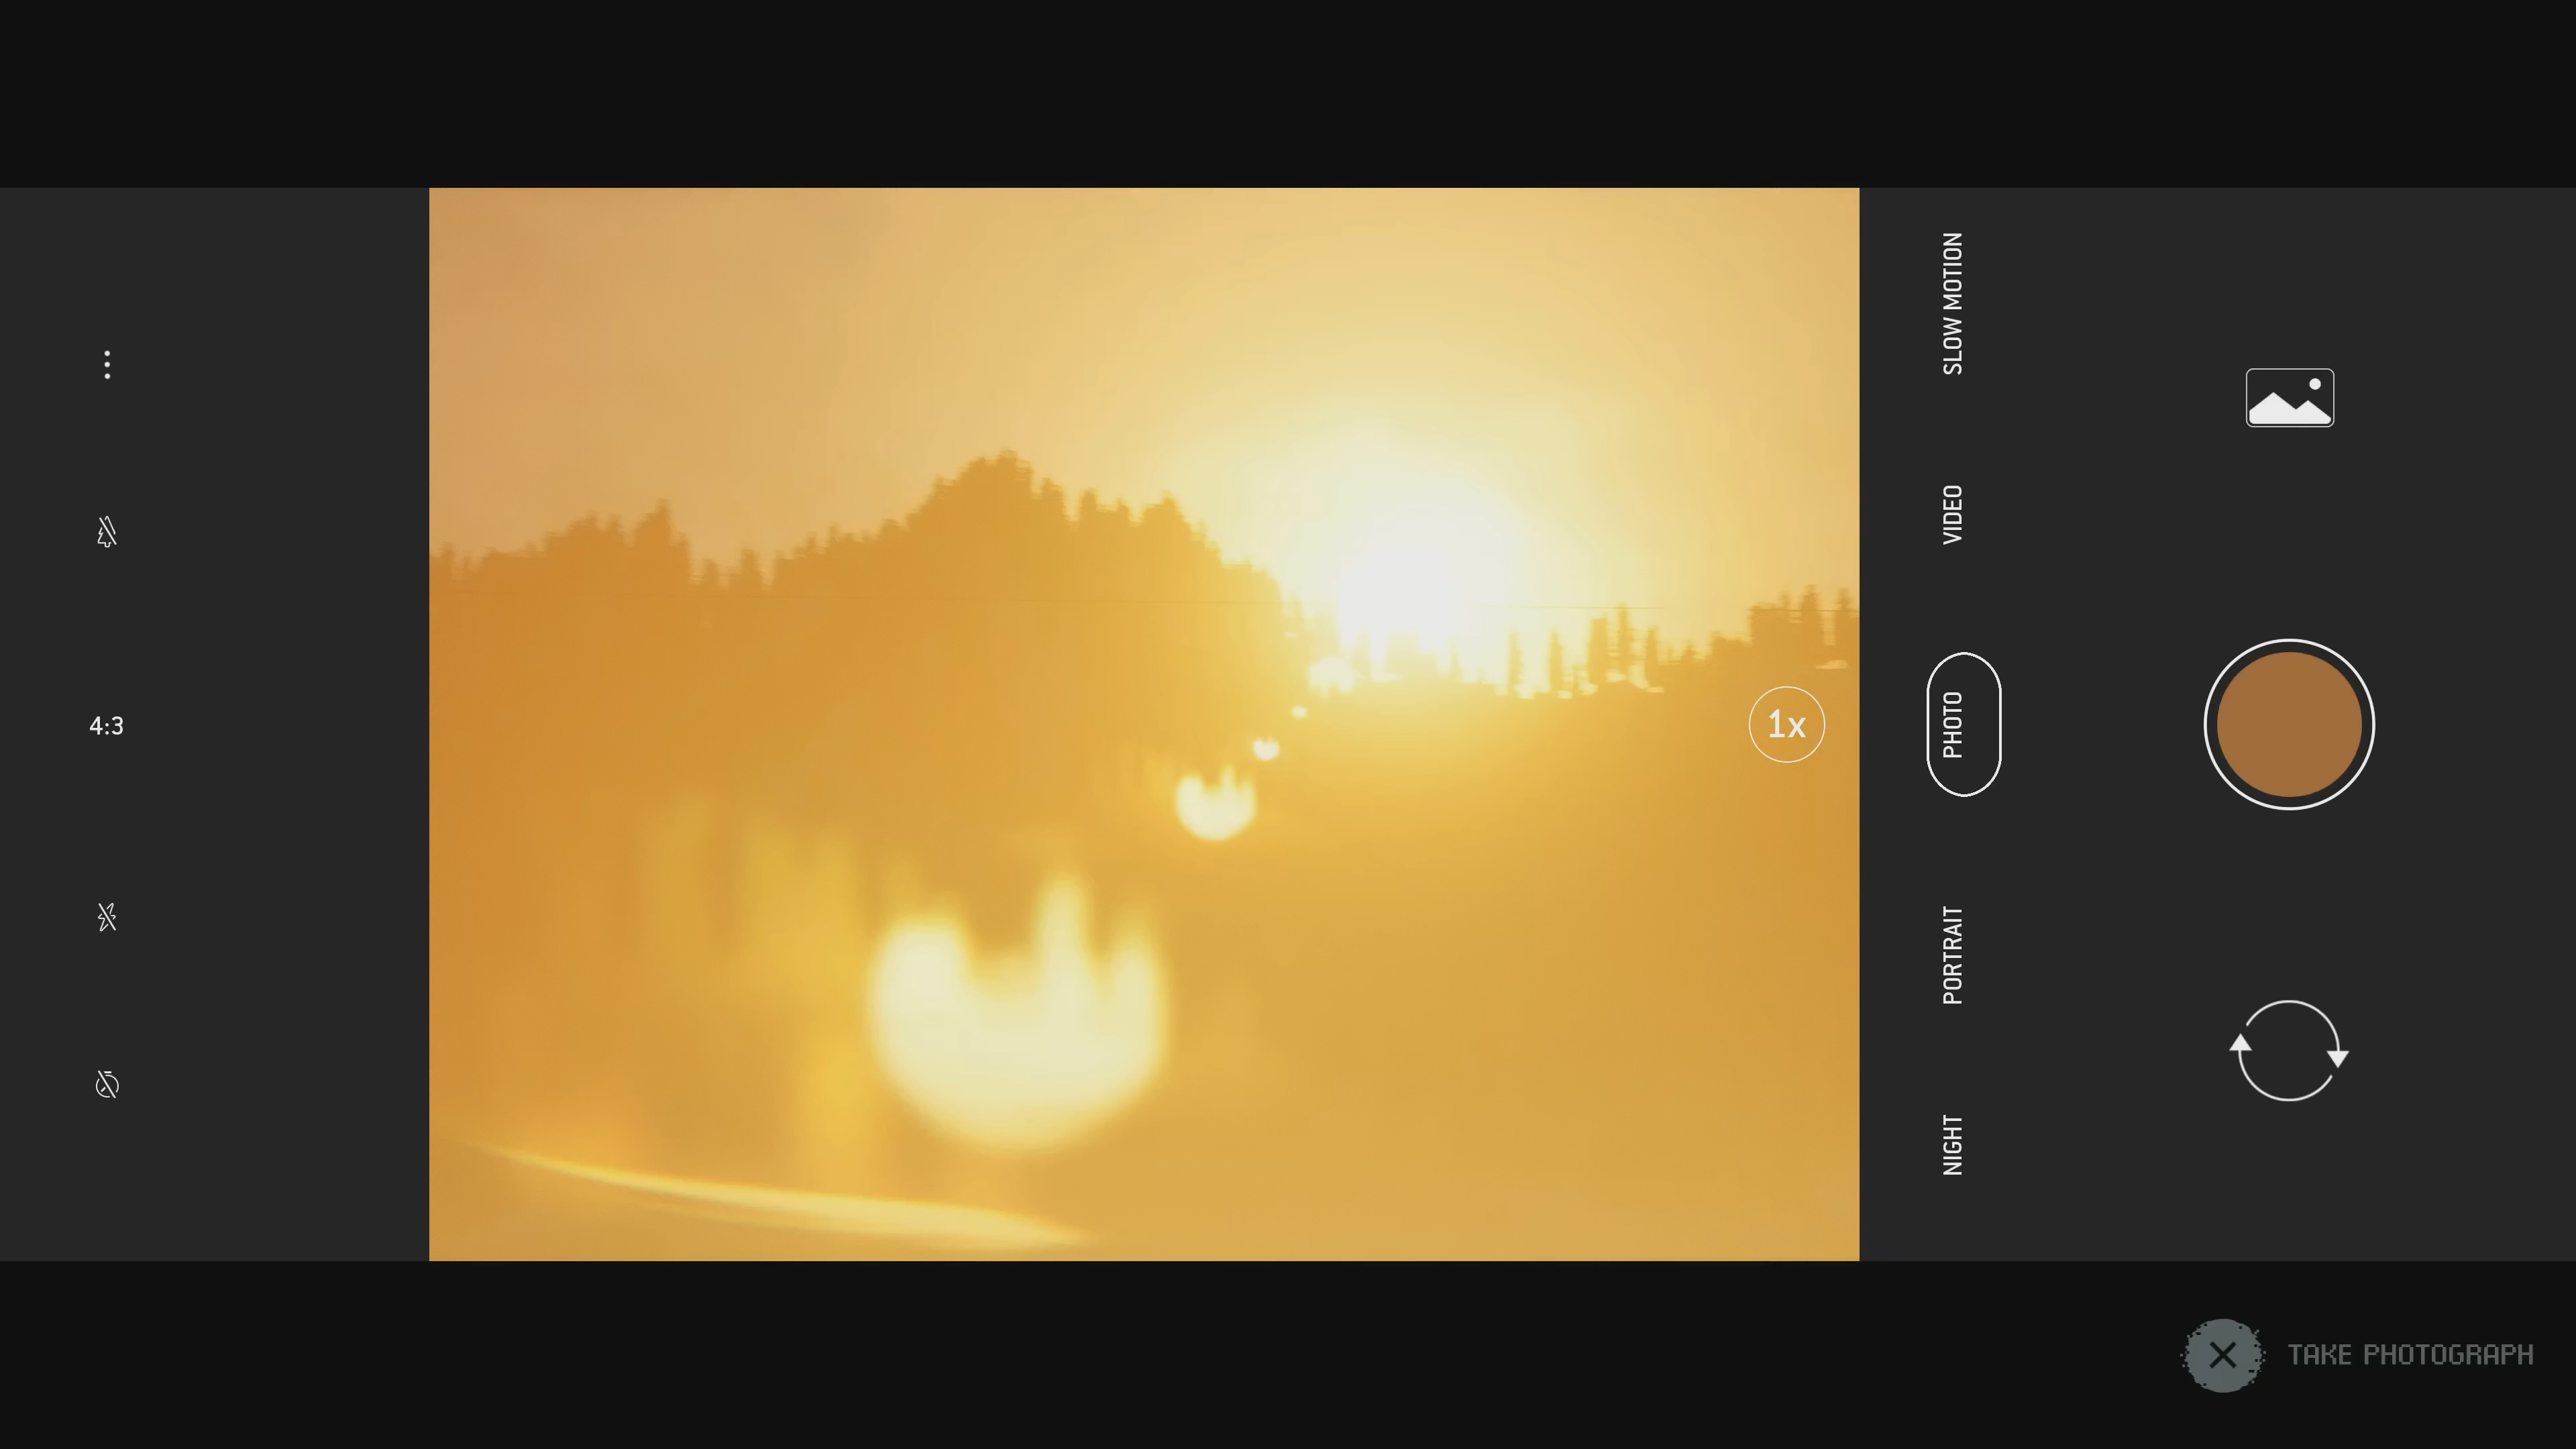 SLOW MOTION
VIDEO
4:3
1x
PHOTO
PORTRAIT
NIGHT
TAKE PHOTOGRAPH